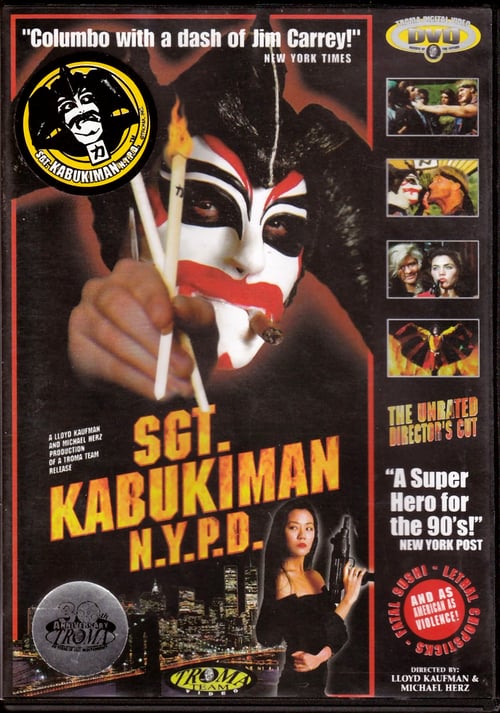 "Columbo with a dash of Jim Carrey!"
NEW YORK TIMES
TROMA DIGITAL VIDEO
DVD
SGT. KABUKIMAN N.Y.P.D.
A LLOYD KAUFMAN
AND MICHAEL HERZ
PRODUCTION
OF A TROMA TEAM
RELEASE
SGT.
KABUKIMAN
N.Y.P.D.
THE UNRATED
DIRECTOR'S CUT
"A Super
Hero for
the 90's!"
NEW YORK POST
FATAL SUSHI - LETHAL CHOPSTICKS -
AND AS
AMERICAN AS
VIOLENCE!
30th
ANNIVERSARY
TROMA
TROMA
TEAM
VIDEO
DIRECTED BY:
LLOYD KAUFMAN &
MICHAEL HERZ